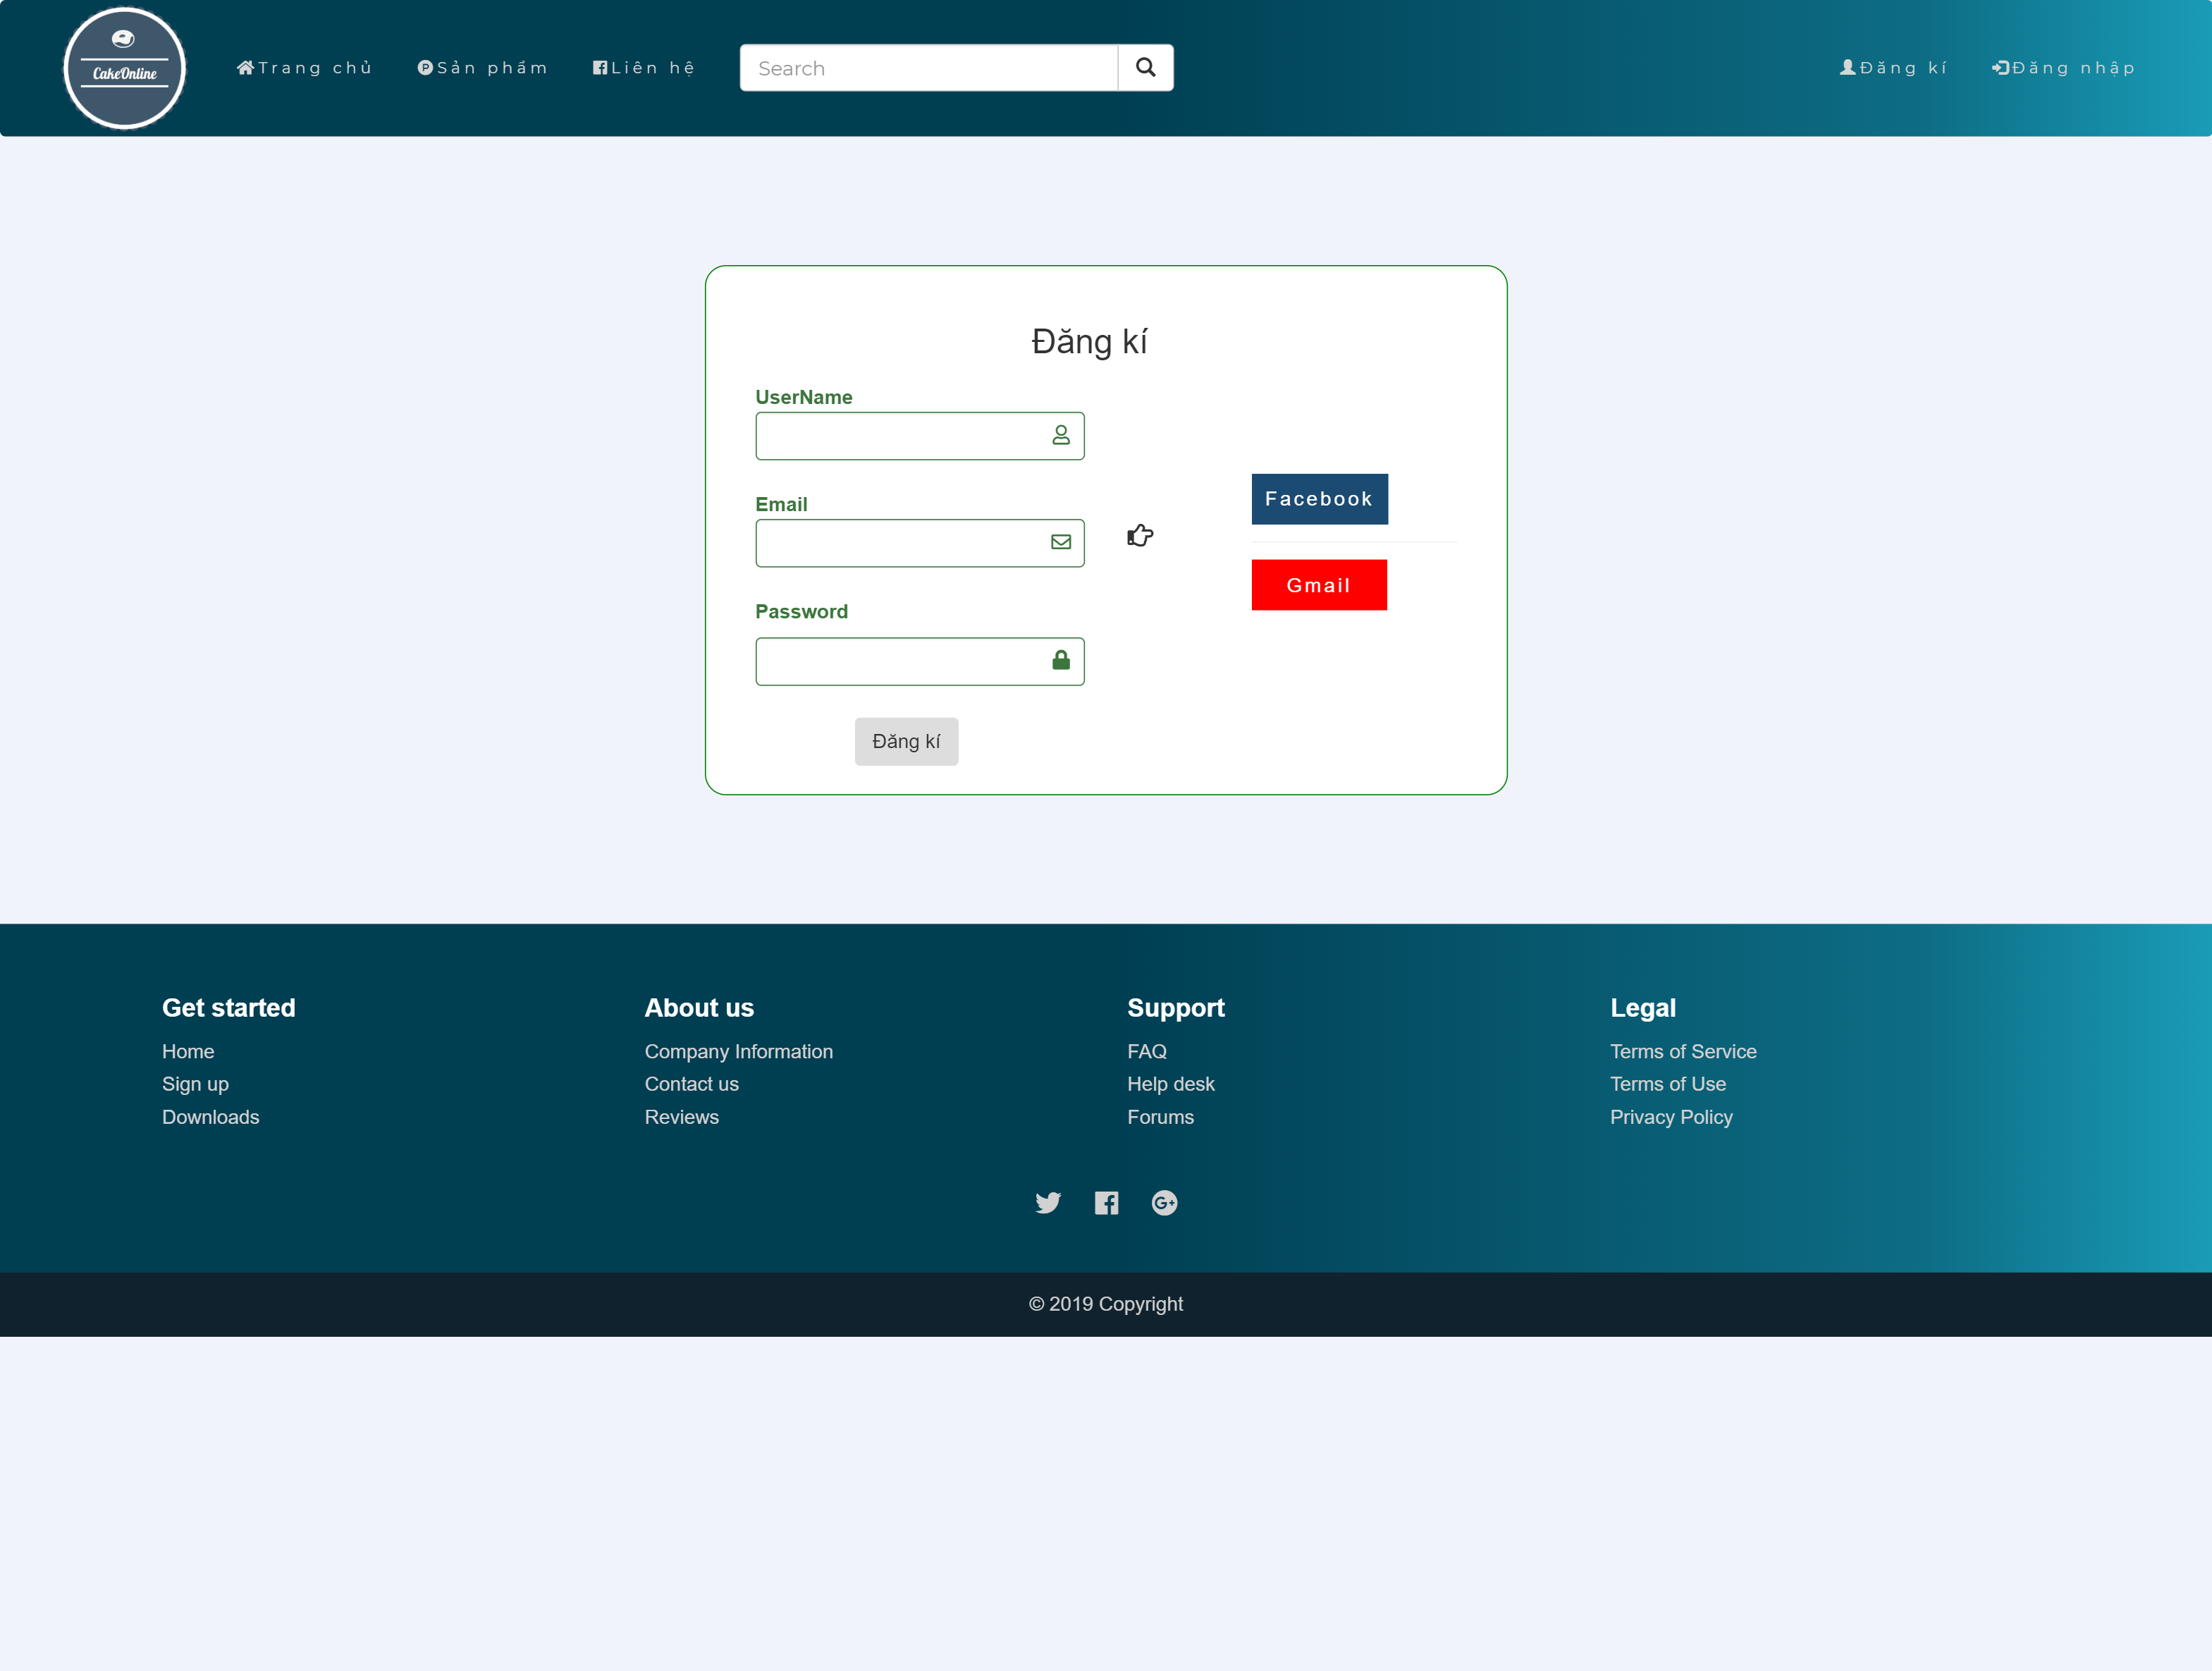 CakeOnline
Trang chủ
Sản phẩm
Liên hệ
Search
Đăng kí
Đăng nhập
Đăng kí
UserName
Email
Password
Đăng kí
Facebook
Gmail
Get started
Home
Sign up
Downloads
About us
Company Information
Contact us
Reviews
Support
FAQ
Help desk
Forums
Legal
Terms of Service
Terms of Use
Privacy Policy
© 2019 Copyright